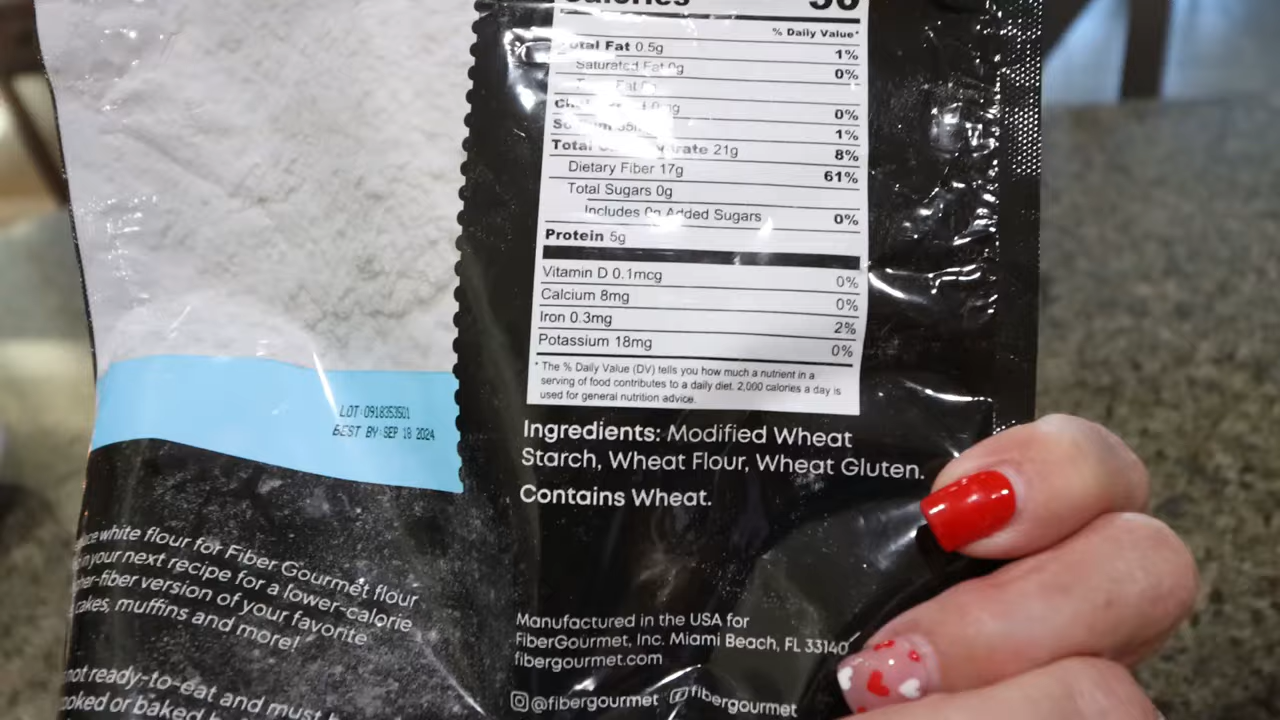 % Daily Value*
Total Fat 0.5g 1%
Saturated Fat 0g 0%
Fat
0%
1%
Total 21g 8%
Dietary Fiber 17g 61%
Total Sugars 0g
Includes 0g Added Sugars 0%
Protein 5g
Vitamin D 0.1mcg 0%
Calcium 8mg 0%
Iron 0.3mg 2%
Potassium 18mg 0%
* The % Daily Value (DV) tells you how much a nutrient in a
serving of food contributes to a daily diet. 2,000 calories a day is
used for general nutrition advice.
LOT:0918353501
BEST BY:SEP 18 2024
Ingredients: Modified Wheat
Starch, Wheat Flour, Wheat Gluten.
Contains Wheat.
white flour for Fiber Gourmet flour
in your next recipe for a lower-calorie
-fiber version of your favorite
cakes, muffins and more!
not ready-to-eat and must
or baked
Manufactured in the USA for
FiberGourmet, Inc. Miami Beach, FL 33140
fibergourmet.com
@fibergourmet fibergourmet